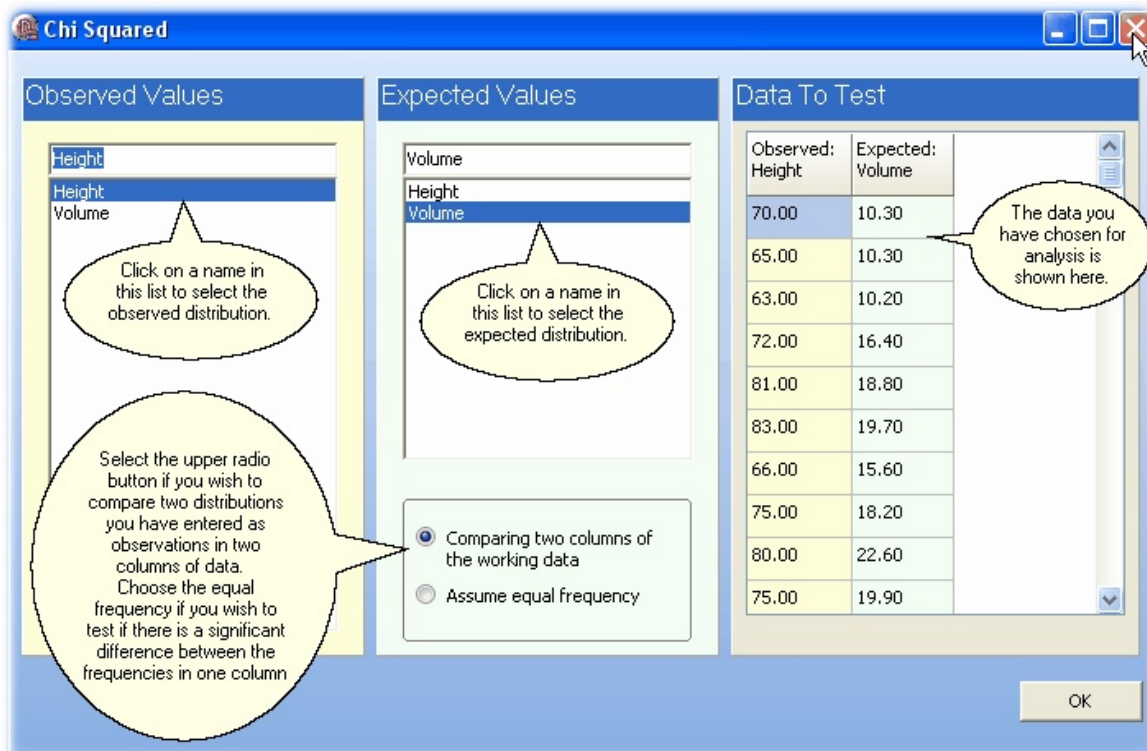 Chi Squared
Observed Values
Height
Height
Volume
Click on a name in
this list to select the
observed distribution.
Select the upper radio
button if you wish to
compare two distributions
you have entered as
observations in two
columns of data.
Choose the equal
frequency if you wish to
test if there is a significant
difference between the
frequencies in one column
Expected Values
Volume
Height
Volume
Click on a name in
this list to select the
expected distribution.
Comparing two columns of
the working data
Assume equal frequency
Data To Test
Observed: Expected:
Height Volume
70.00 10.30
65.00 10.30
63.00 10.20
72.00 16.40
81.00 18.80
83.00 19.70
66.00 15.60
75.00 18.20
80.00 22.60
75.00 19.90
The data you
have chosen for
analysis is
shown here.
OK